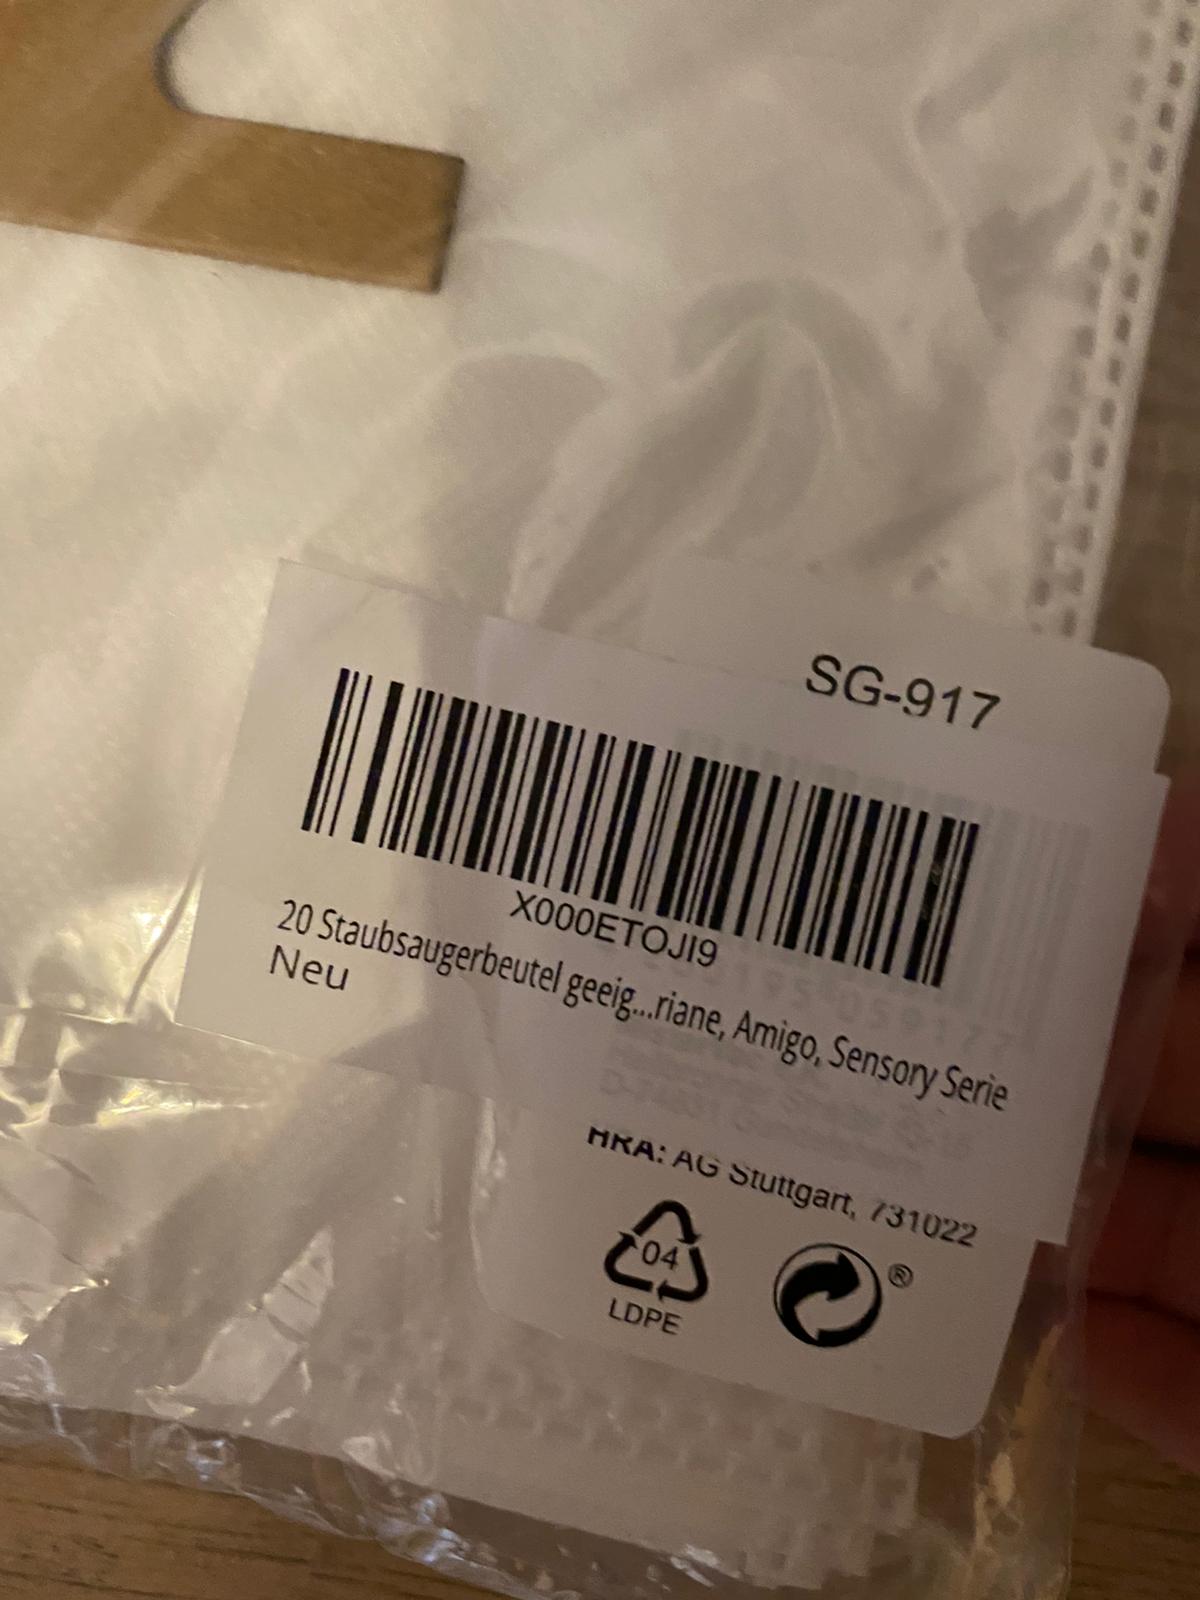 SG-917
X000ETOJI9
20 Staubsaugerbeutel geeig...riane, Amigo, Sensory Serie
Neu
HRA: AG Stuttgart, 731022
04
LDPE
®